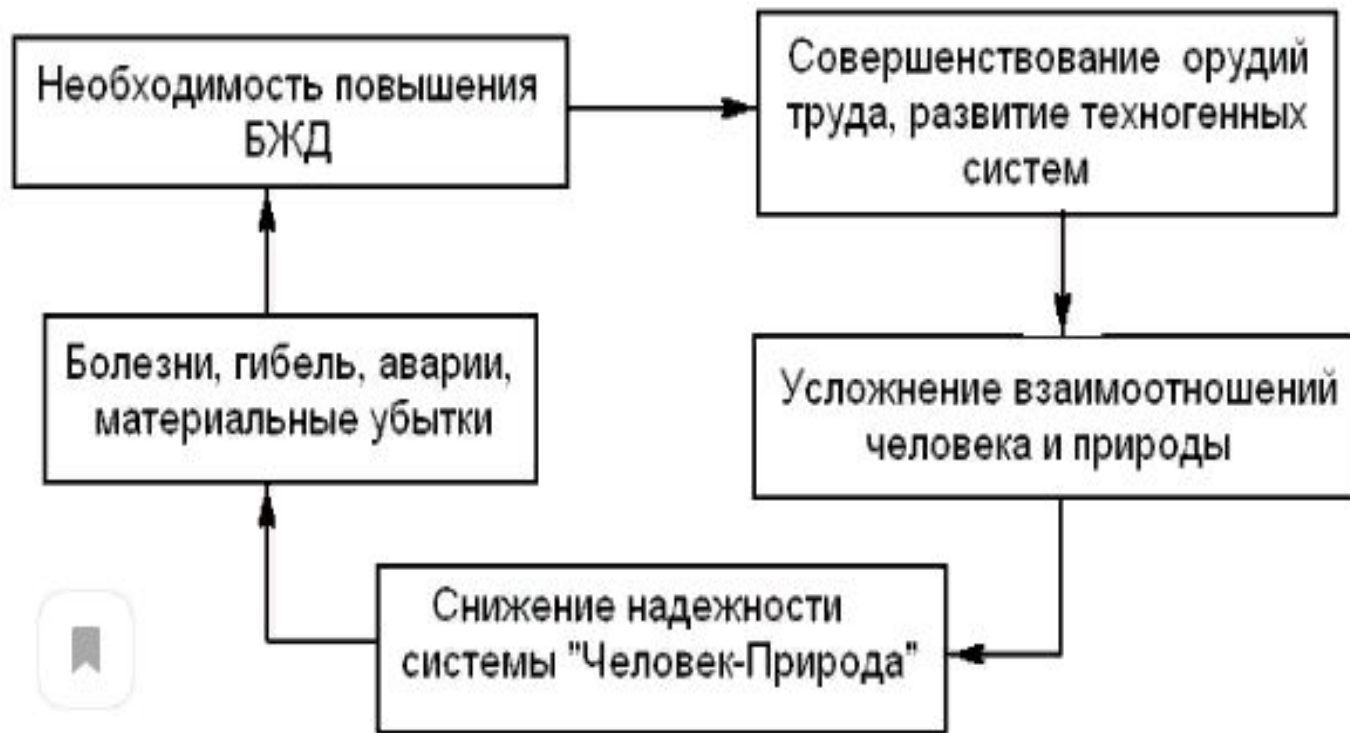 Необходимость повышения
БЖД
Совершенствование орудий
труда, развитие техногенных
систем
Усложнение взаимоотношений
человека и природы
Снижение надежности
системы "Человек-Природа"
Болезни, гибель, аварии,
материальные убытки